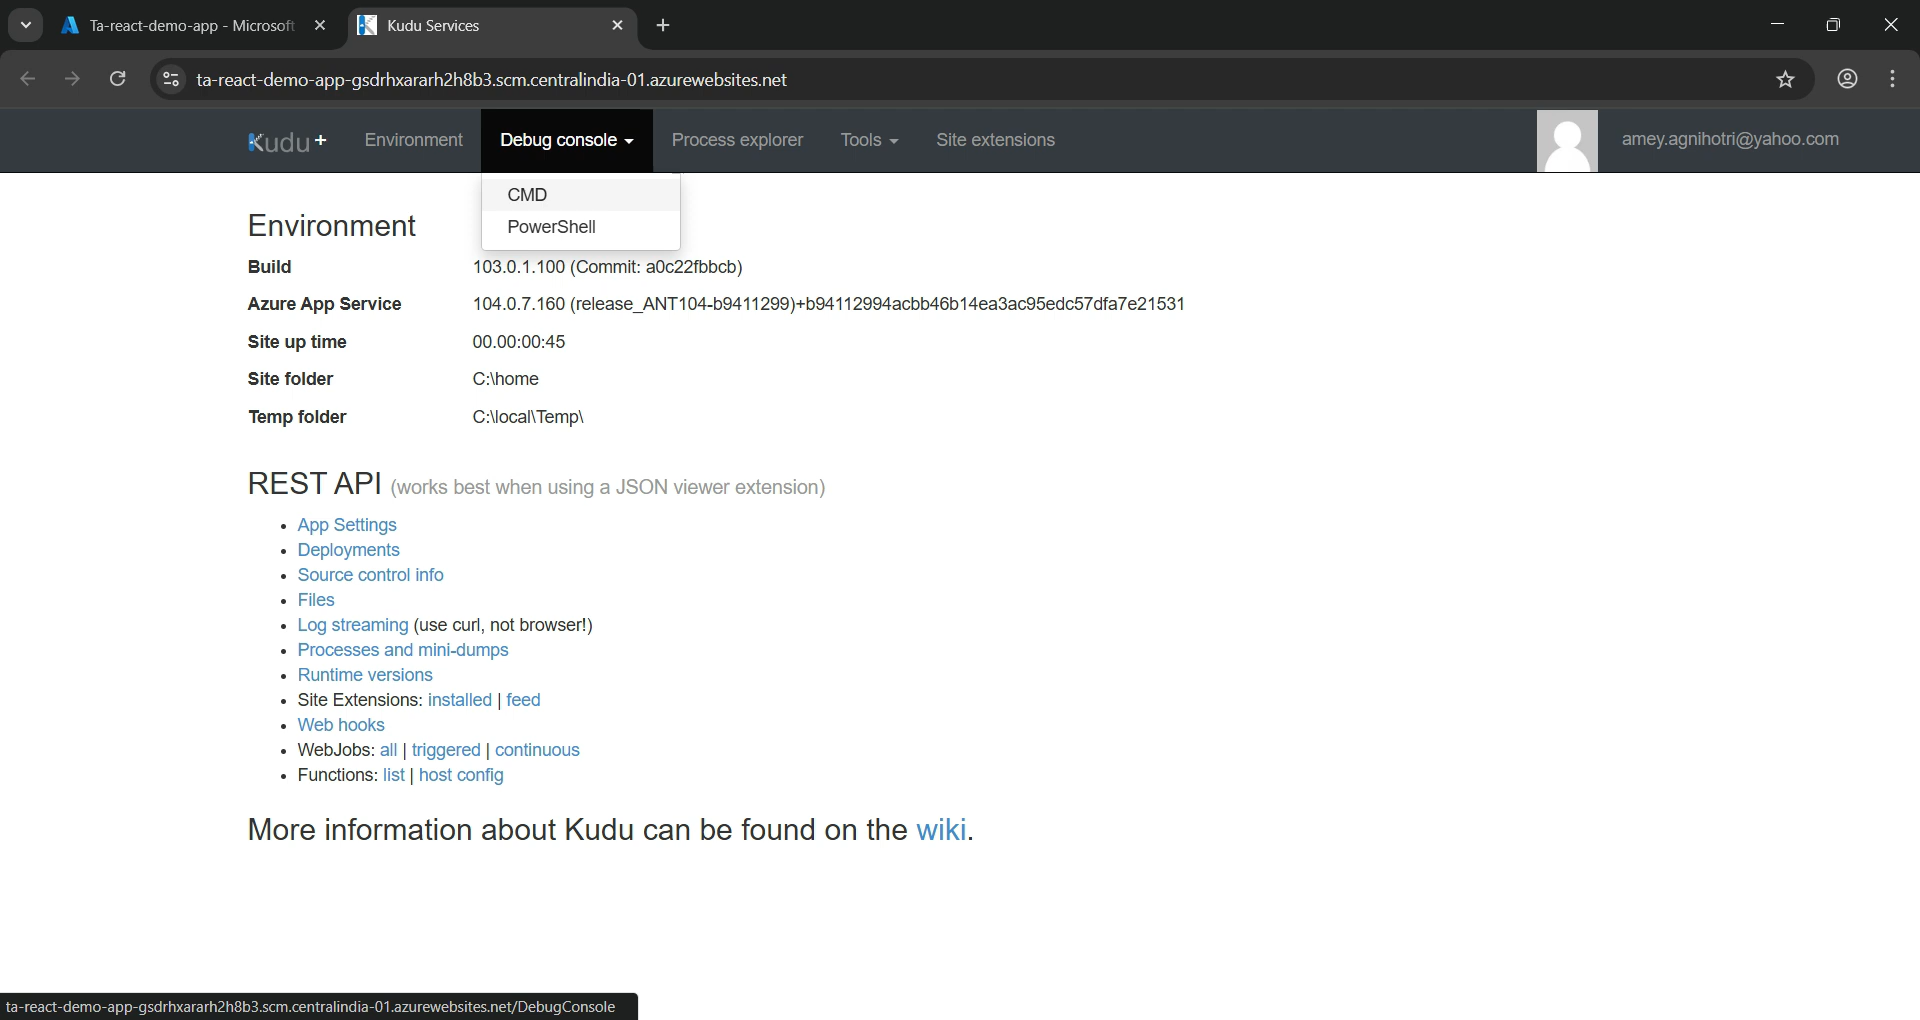 Ta-react-demo-app - Microsoft
Kudu Services
ta-react-demo-app-gsdrhxararh2h8b3.scm.centralindia-01.azurewebsites.net
Kudu+
Environment
Debug console
Process explorer
Tools
Site extensions
amey.agnihotri@yahoo.com
CMD
PowerShell
Environment
Build 103.0.1.100 (Commit: a0c22fbbcb)
Azure App Service 104.0.7.160 (release_ANT104-b9411299)+b94112994acbb46b14ea3ac95edc57dfa7e21531
Site up time 00.00:00:45
Site folder C:\home
Temp folder C:\local\Temp\
REST API (works best when using a JSON viewer extension)
• App Settings
• Deployments
• Source control info
• Files
• Log streaming (use curl, not browser!)
• Processes and mini-dumps
• Runtime versions
• Site Extensions: installed | feed
• Web hooks
• WebJobs: all | triggered | continuous
• Functions: list | host config
More information about Kudu can be found on the wiki.
ta-react-demo-app-gsdrhxararh2h8b3.scm.centralindia-01.azurewebsites.net/DebugConsole